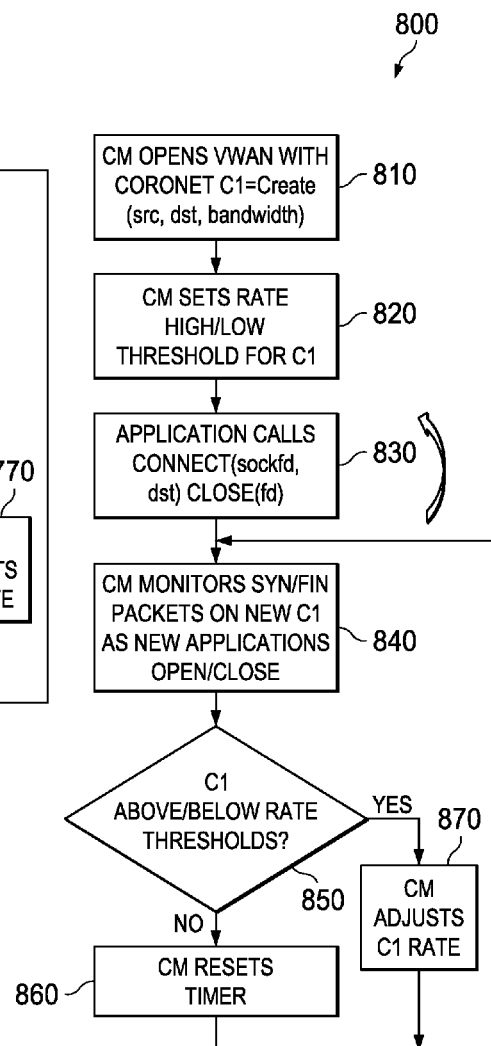 800
CM OPENS VWAN WITH
CORONET C1=Create
(src, dst, bandwidth)
810
CM SETS RATE
HIGH/LOW
THRESHOLD FOR C1
820
APPLICATION CALLS
CONNECT(sockfd,
dst) CLOSE(fd)
830
CM MONITORS SYN/FIN
PACKETS ON NEW C1
AS NEW APPLICATIONS
OPEN/CLOSE
840
C1
ABOVE/BELOW RATE
THRESHOLDS?
850
YES
870
CM
ADJUSTS
C1 RATE
NO
CM RESETS
TIMER
860